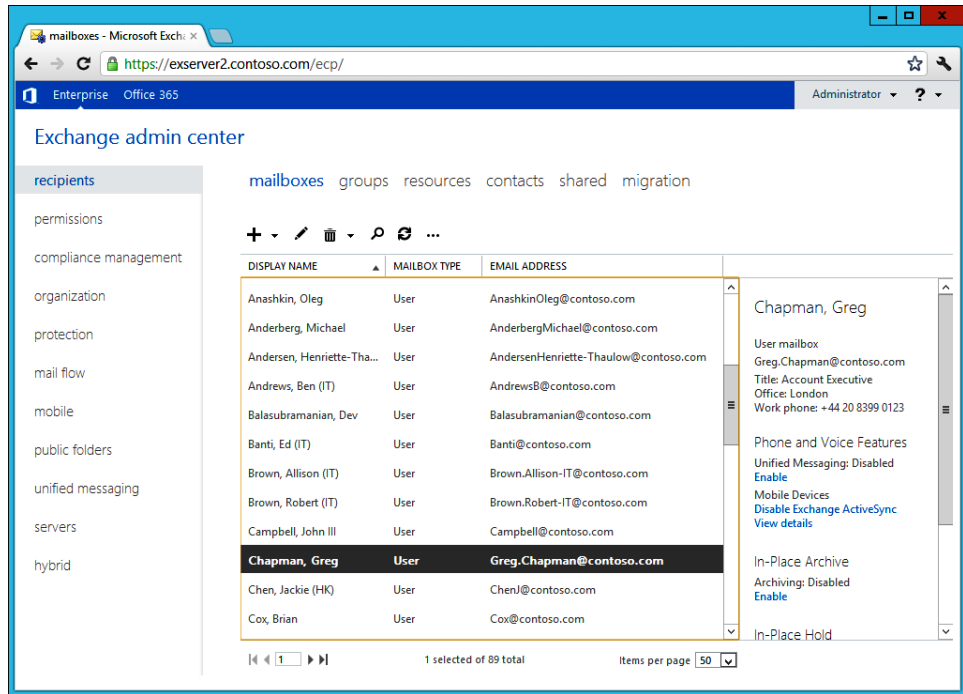 mailboxes - Microsoft Excha
https://exserver2.contoso.com/ecp/
Enterprise Office 365 Administrator ?
Exchange admin center
recipients
permissions
compliance management
organization
protection
mail flow
mobile
public folders
unified messaging
servers
hybrid
mailboxes groups resources contacts shared migration
DISPLAY NAME MAILBOX TYPE EMAIL ADDRESS
Anashkin, Oleg User AnashkinOleg@contoso.com
Anderberg, Michael User AnderbergMichael@contoso.com
Andersen, Henriette-Tha... User AndersenHenriette-Thaulow@contoso.com
Andrews, Ben (IT) User AndrewsB@contoso.com
Balasubramanian, Dev User Balasubramanian@contoso.com
Banti, Ed (IT) User Banti@contoso.com
Brown, Allison (IT) User Brown.Allison-IT@contoso.com
Brown, Robert (IT) User Brown.Robert-IT@contoso.com
Campbell, John III User Campbell@contoso.com
Chapman, Greg User Greg.Chapman@contoso.com
Chen, Jackie (HK) User ChenJ@contoso.com
Cox, Brian User Cox@contoso.com
1 1 selected of 89 total Items per page 50
Chapman, Greg
User mailbox
Greg.Chapman@contoso.com
Title: Account Executive
Office: London
Work phone: +44 20 8399 0123
Phone and Voice Features
Unified Messaging: Disabled
Enable
Mobile Devices
Disable Exchange ActiveSync
View details
In-Place Archive
Archiving: Disabled
Enable
In-Place Hold